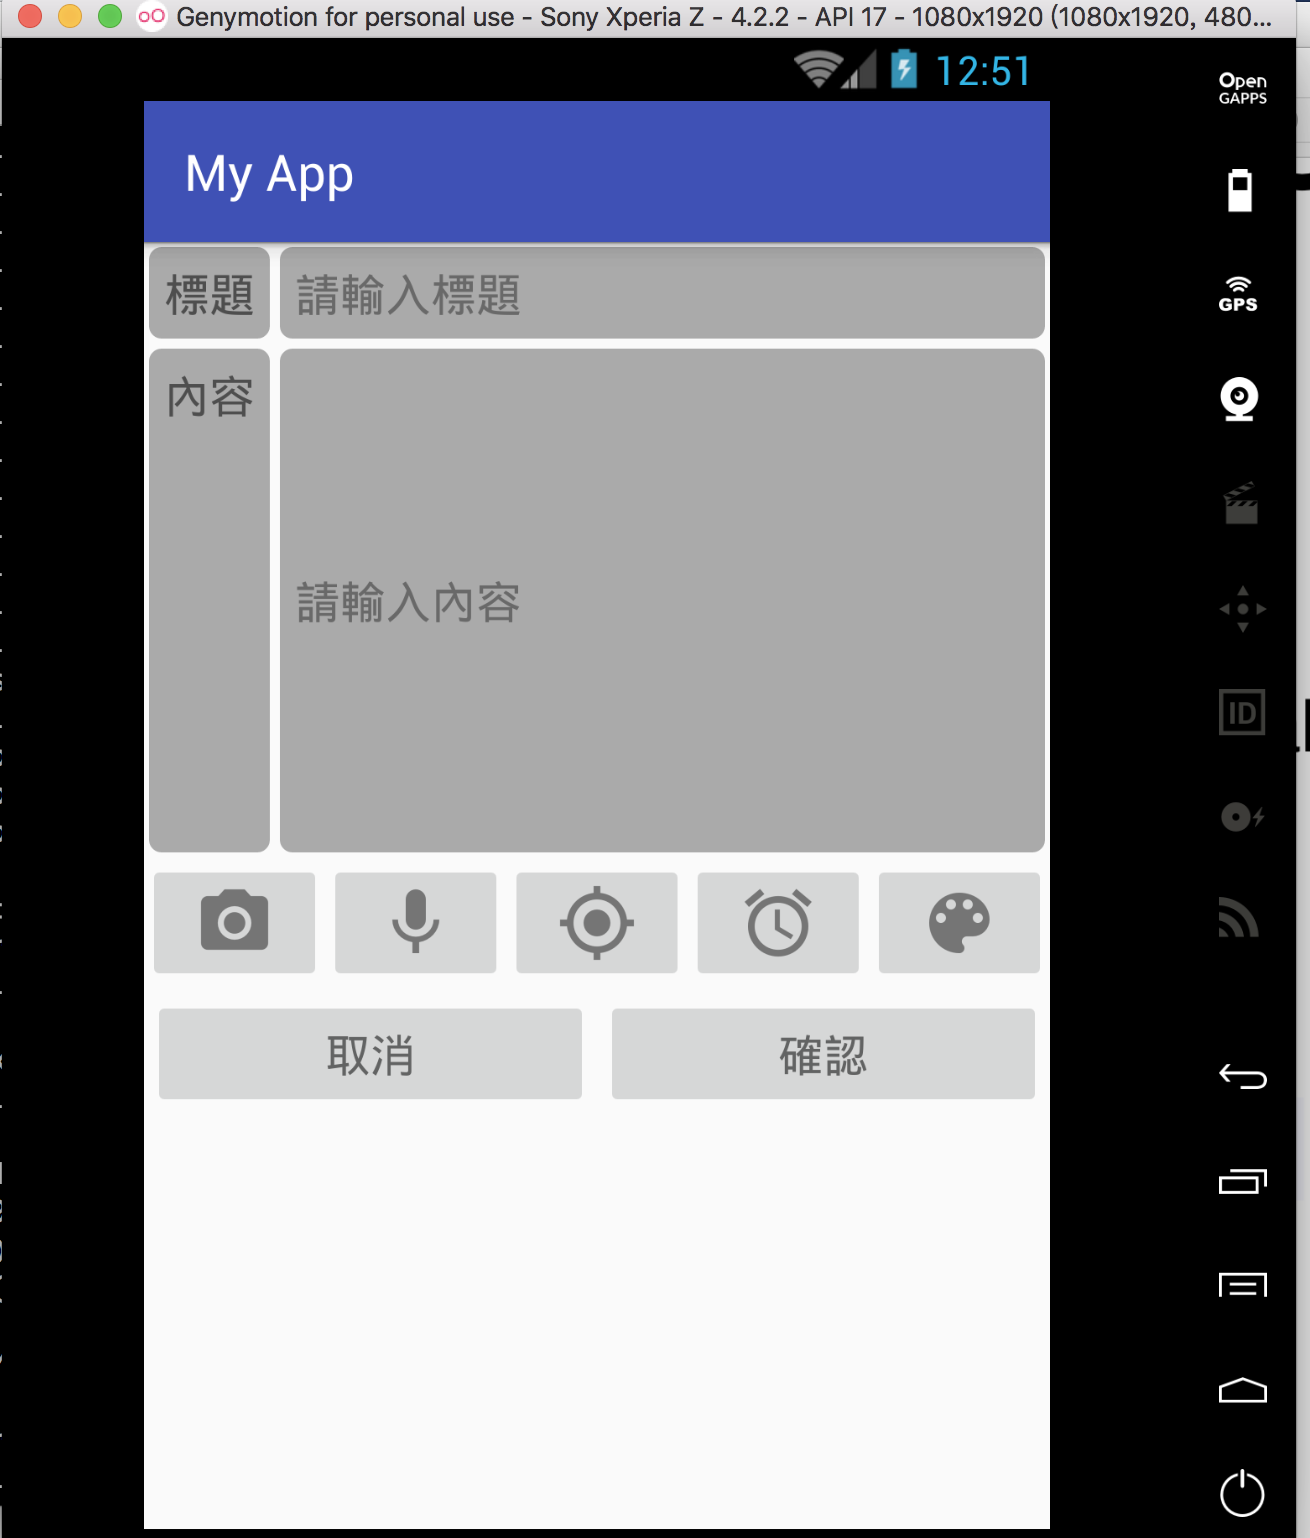 Genymotion for personal use - Sony Xperia Z - 4.2.2 - API 17 - 1080x1920 (1080x1920, 480...
12:51
Open
GAPPS
My App
GPS
標題
請輸入標題
內容
請輸入內容
ID
取消
確認